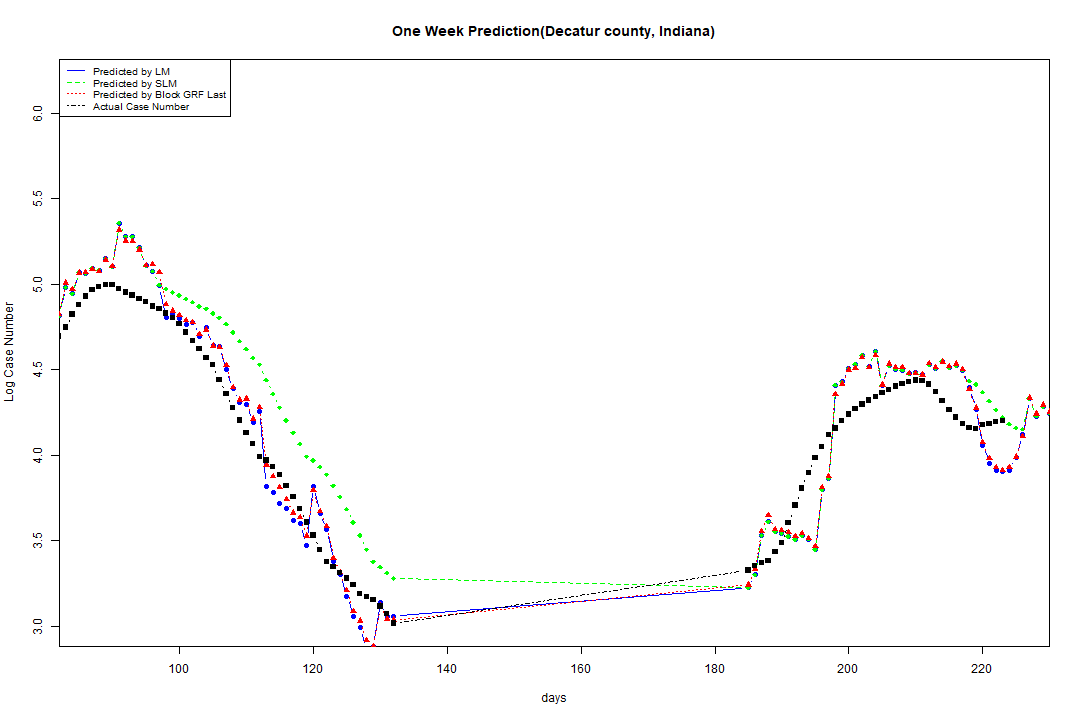 One Week Prediction(Decatur county, Indiana)
Predicted by LM
Predicted by SLM
Predicted by Block GRF Last
Actual Case Number
Log Case Number
6.0
5.5
5.0
4.5
4.0
3.5
3.0
100 120 140 160 180 200 220
days